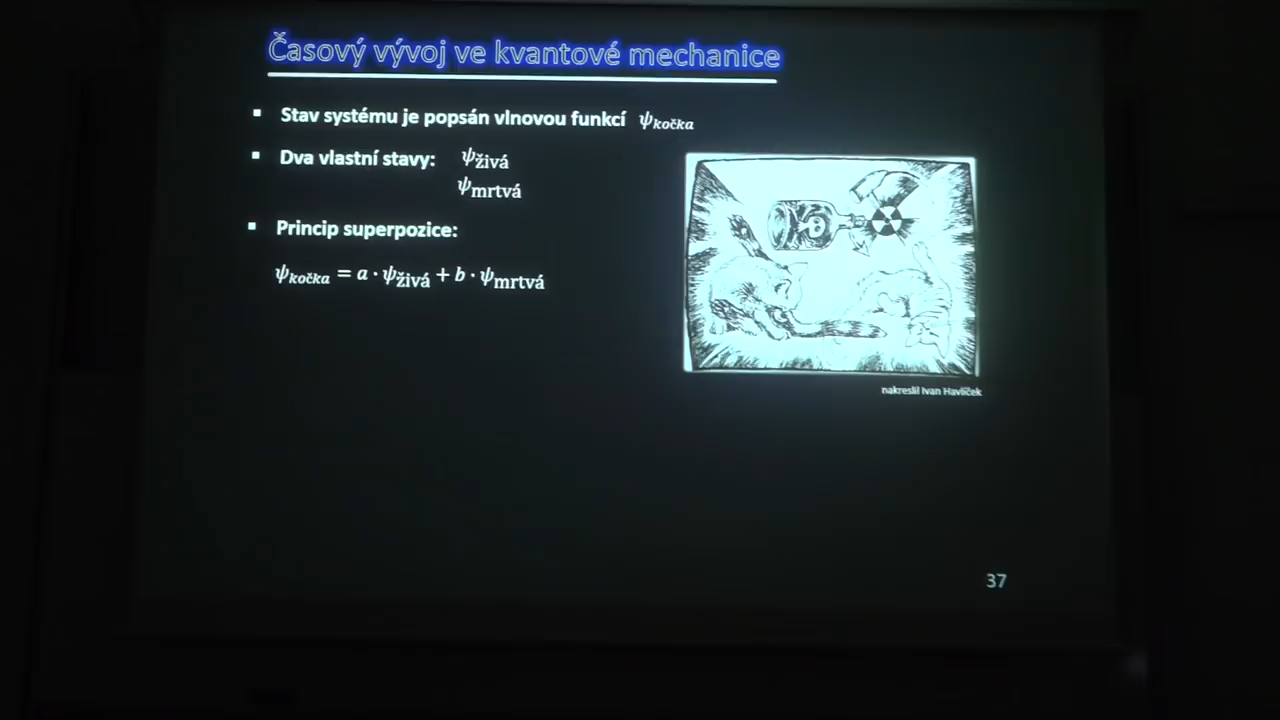 Časový vývoj ve kvantové mechanice
▪ Stav systému je popsán vlnovou funkcí ψkočka
▪ Dva vlastní stavy: ψživá
ψmrtvá
▪ Princip superpozice:
ψkočka = a · ψživá + b · ψmrtvá
nakreslil Ivan Havlíček
37